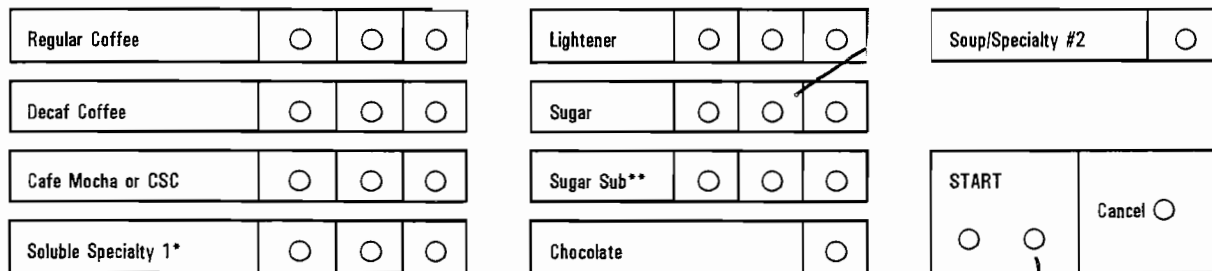 Regular Coffee
Decaf Coffee
Cafe Mocha or CSC
Soluble Specialty 1*
Lightener
Sugar
Sugar Sub**
Chocolate
Soup/Specialty #2
START
Cancel